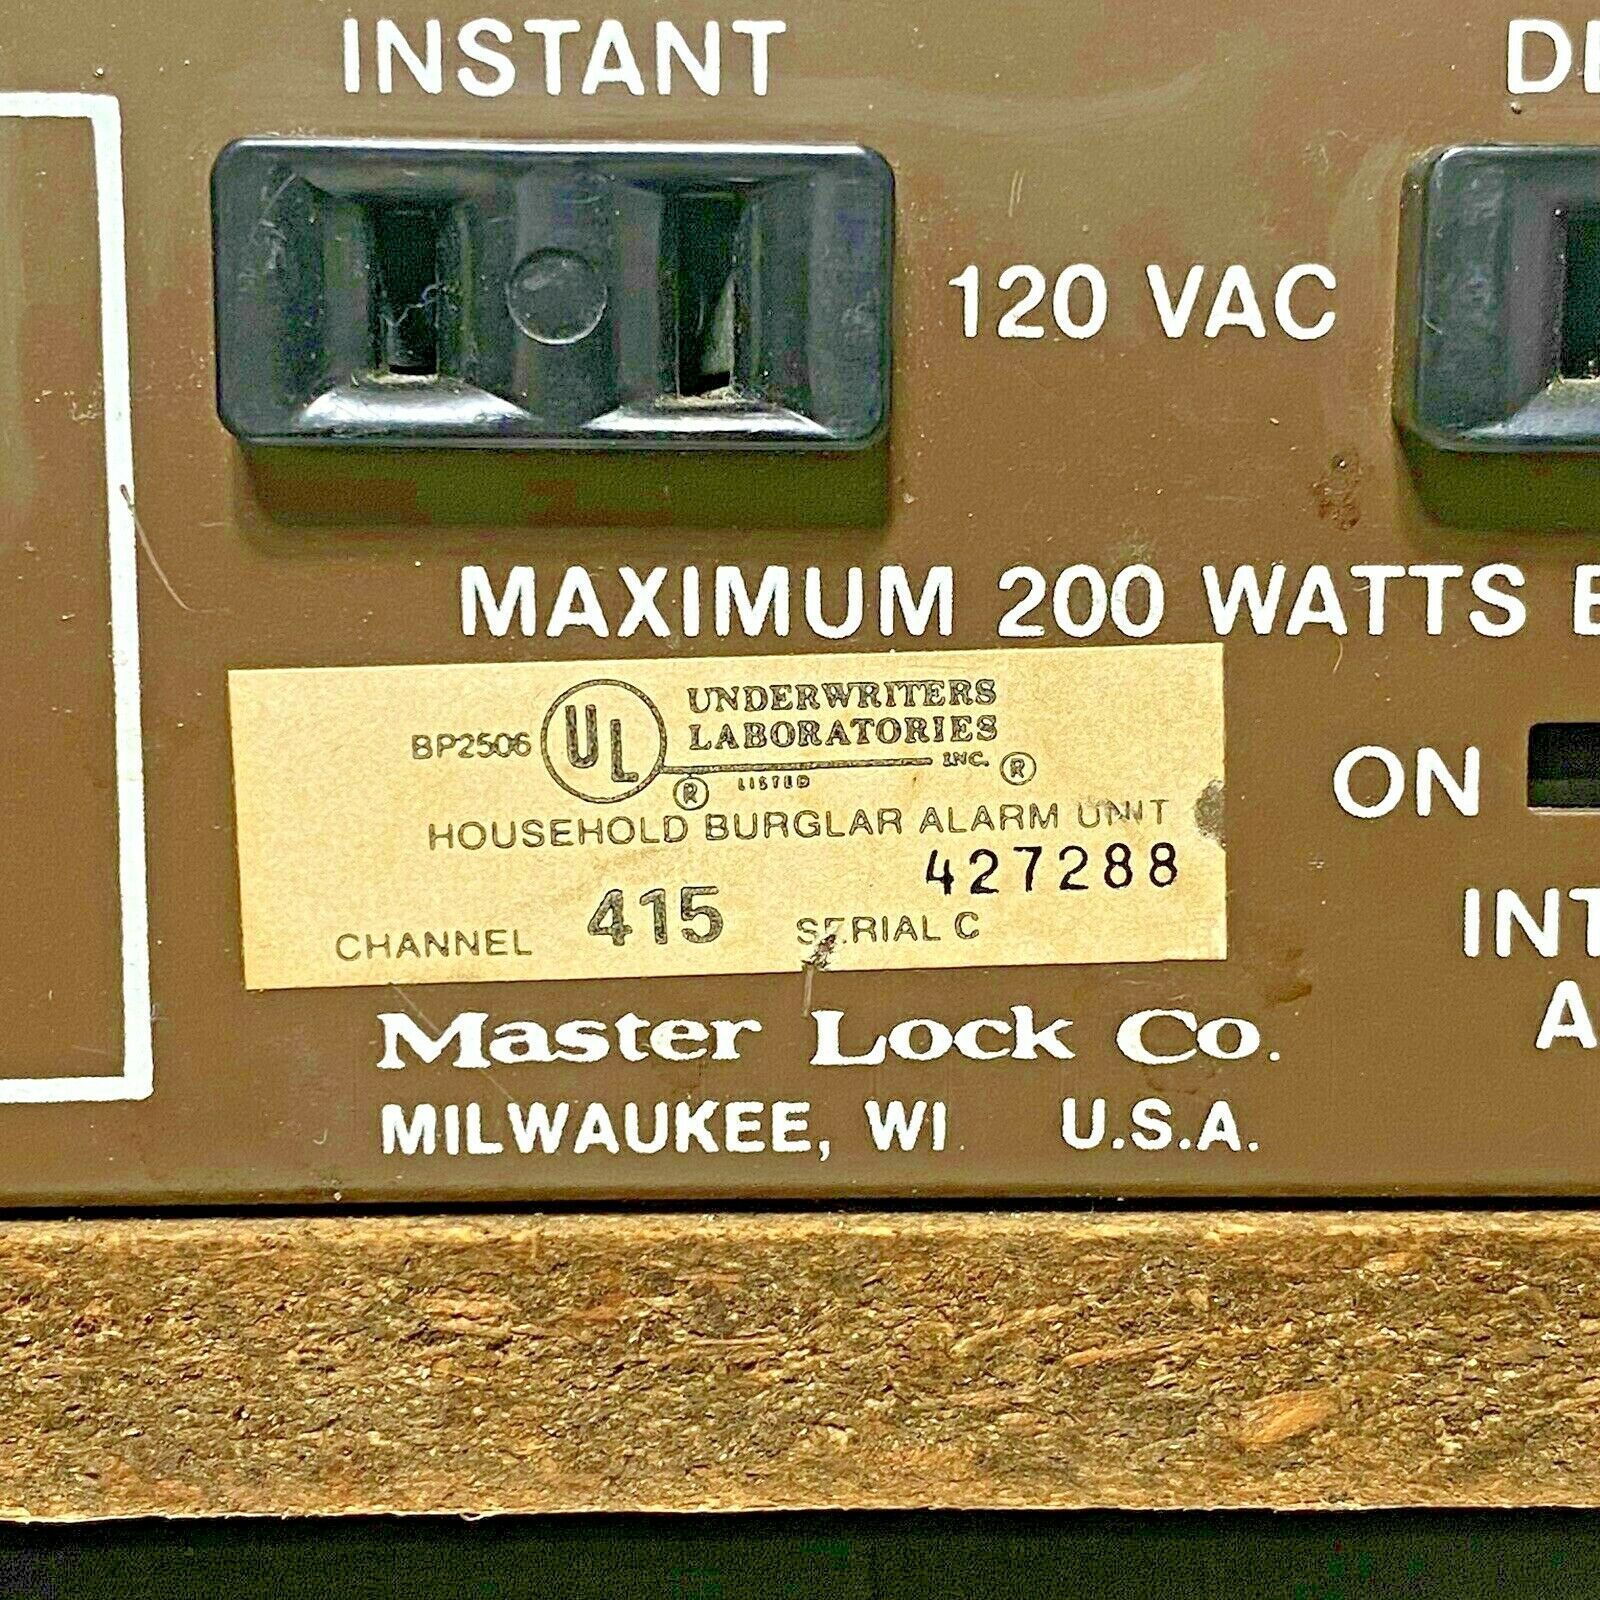 INSTANT
120 VAC
MAXIMUM 200 WATTS
BP2506 UL UNDERWRITERS
LABORATORIES
INC. ®
® LISTED
HOUSEHOLD BURGLAR ALARM UNIT
427288
CHANNEL 415 SERIAL C
ON
Master Lock Co.
MILWAUKEE, WI U.S.A.